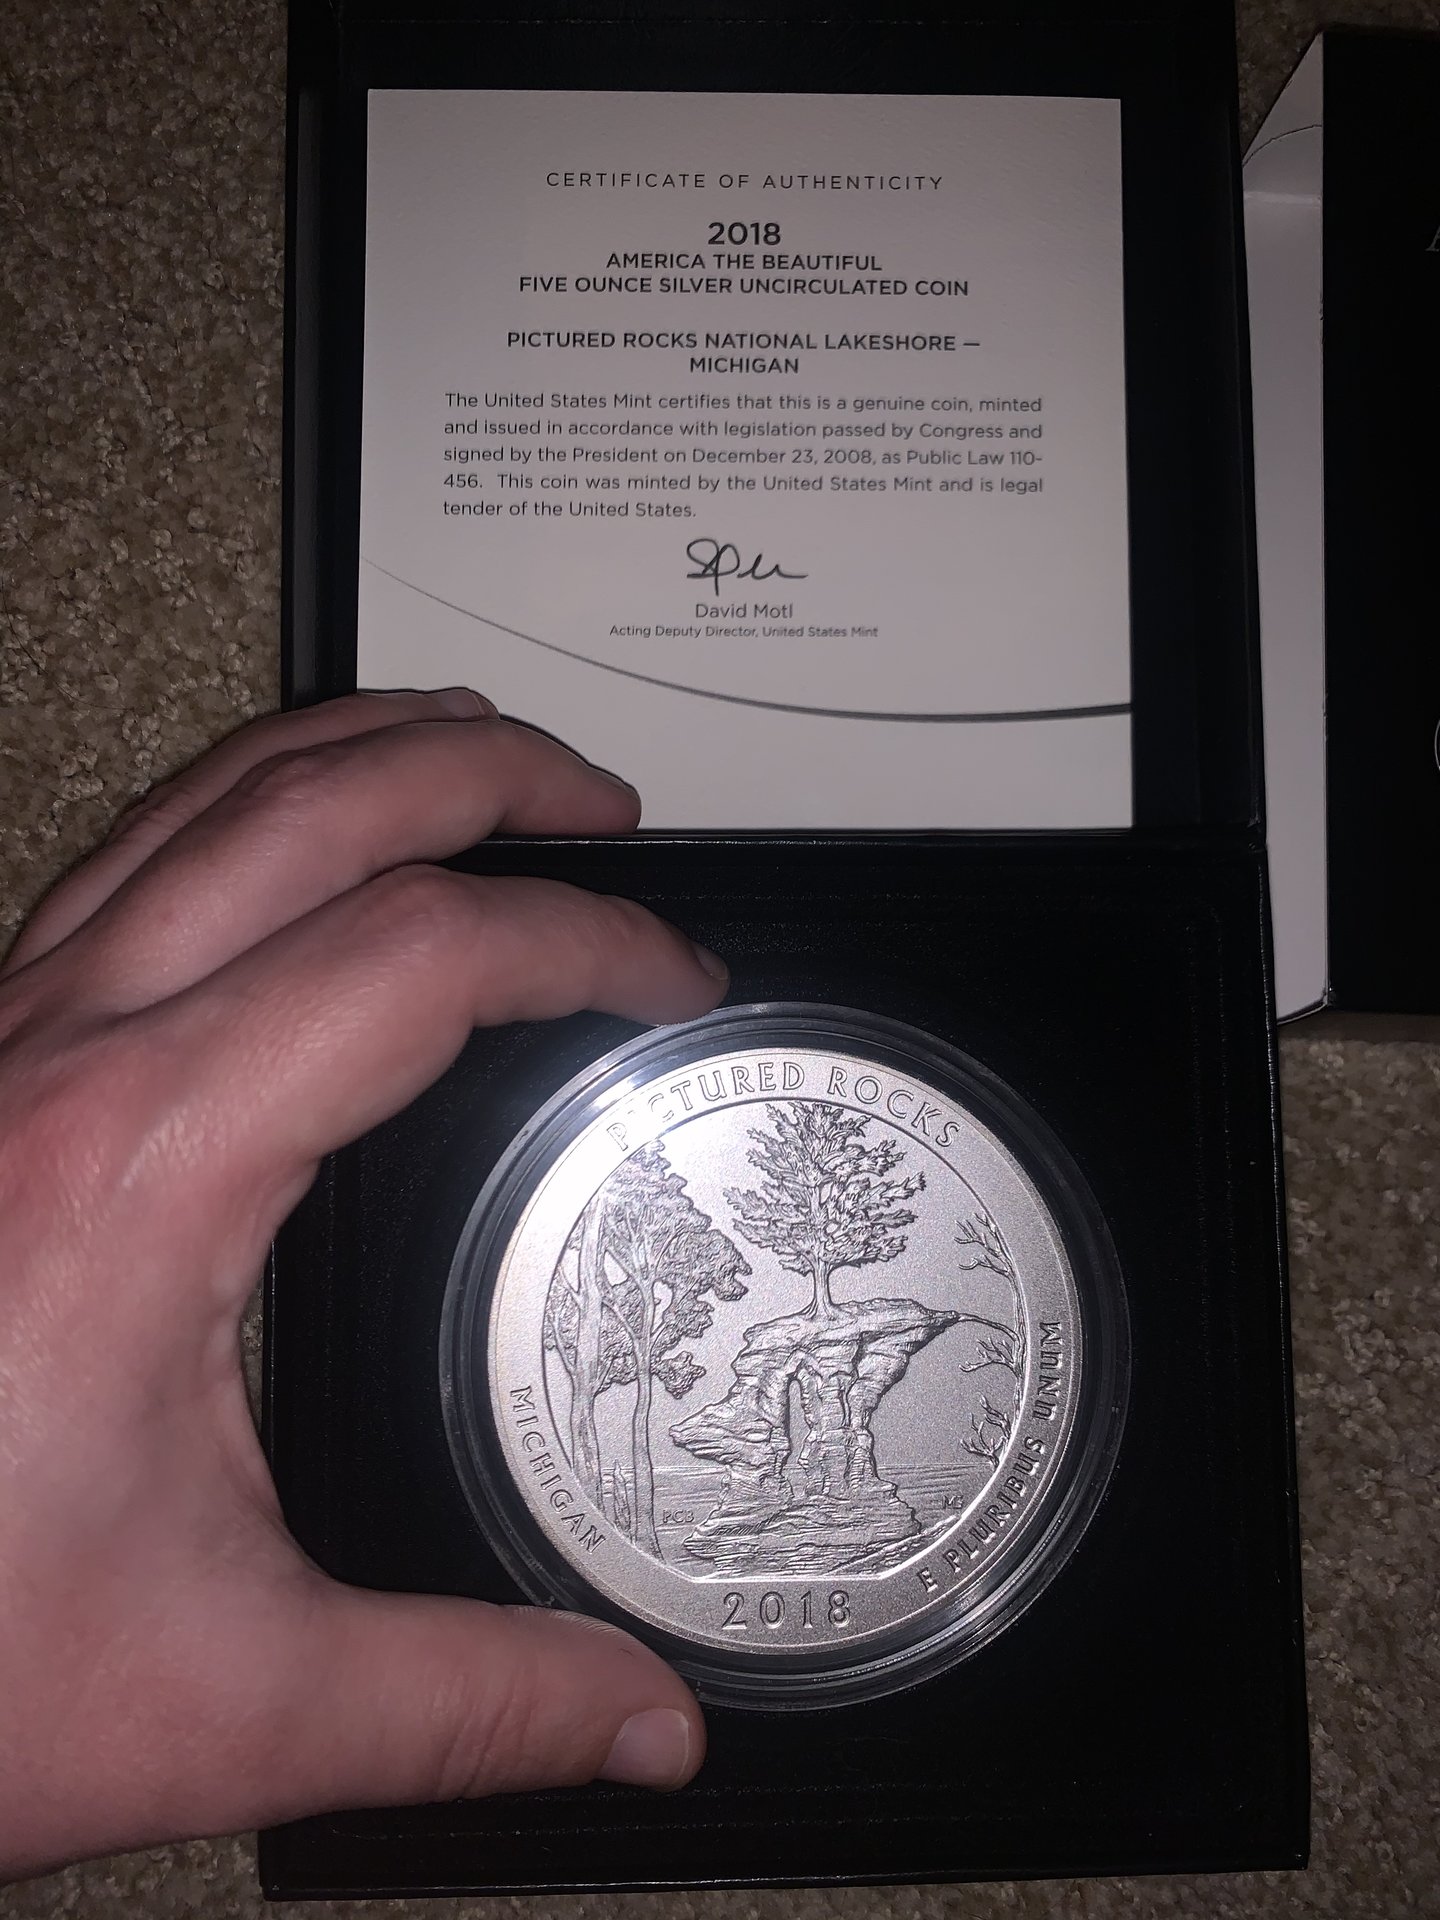 CERTIFICATE OF AUTHENTICITY
2018
AMERICA THE BEAUTIFUL
FIVE OUNCE SILVER UNCIRCULATED COIN
PICTURED ROCKS NATIONAL LAKESHORE —
MICHIGAN
The United States Mint certifies that this is a genuine coin, minted
and issued in accordance with legislation passed by Congress and
signed by the President on December 23, 2008, as Public Law 110-
456. This coin was minted by the United States Mint and is legal
tender of the United States.
David Motl
Acting Deputy Director, United States Mint
PICTURED ROCKS
MICHIGAN
PCB
2018
E PLURIBUS UNUM